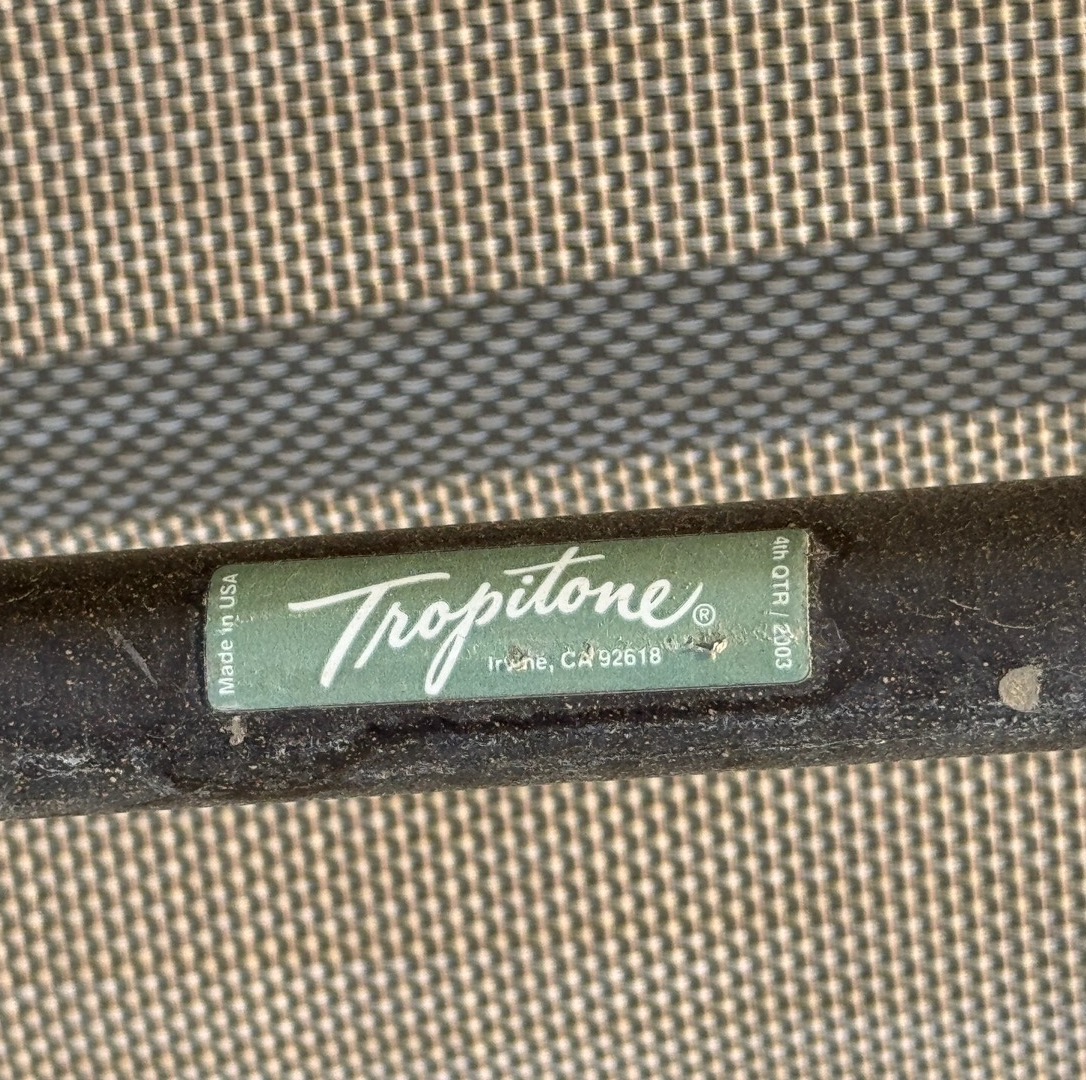 Made in USA
Tropitone®
Irvine, CA 92618
4th QTR / 2003